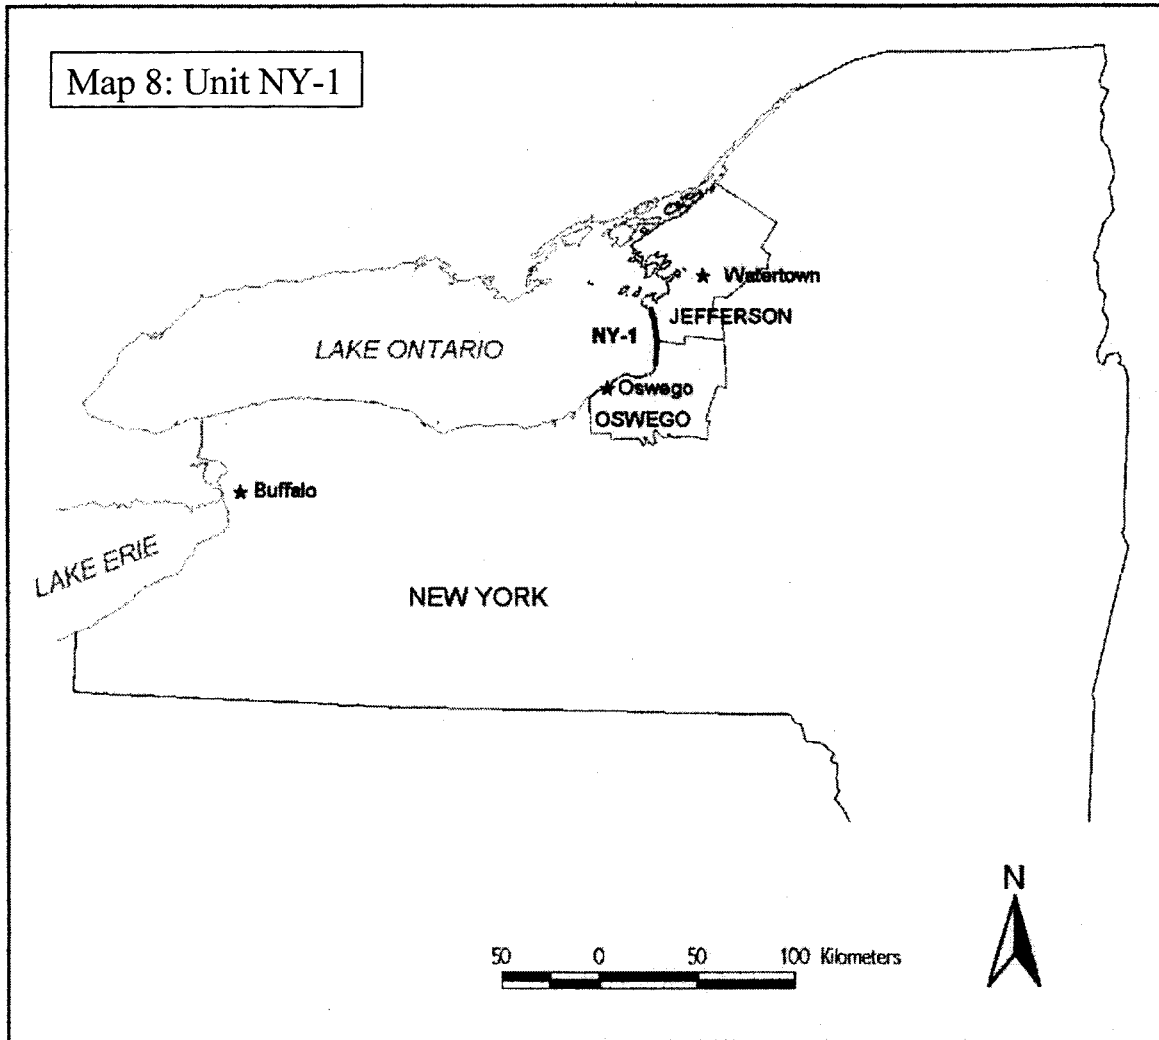 Map 8: Unit NY-1
Watertown
JEFFERSON
NY-1
LAKE ONTARIO
Oswego
OSWEGO
Buffalo
LAKE ERIE
NEW YORK
N
50 0 50 100 Kilometers